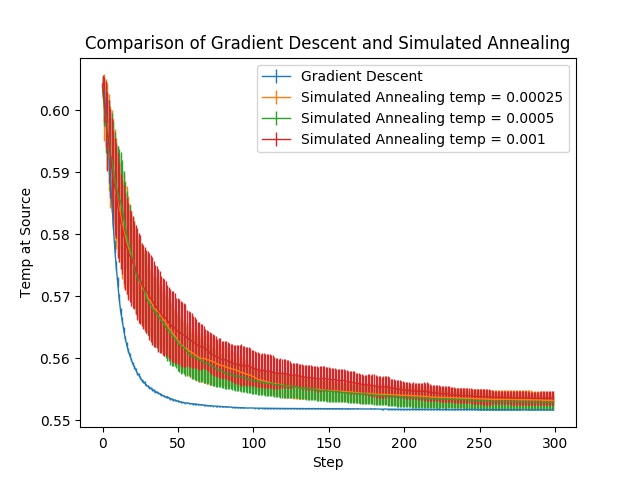 Comparison of Gradient Descent and Simulated Annealing
Gradient Descent
Simulated Annealing temp = 0.00025
Simulated Annealing temp = 0.0005
Simulated Annealing temp = 0.001
Temp at Source
0.60
0.59
0.58
0.57
0.56
0.55
0
50
100
150
200
250
300
Step